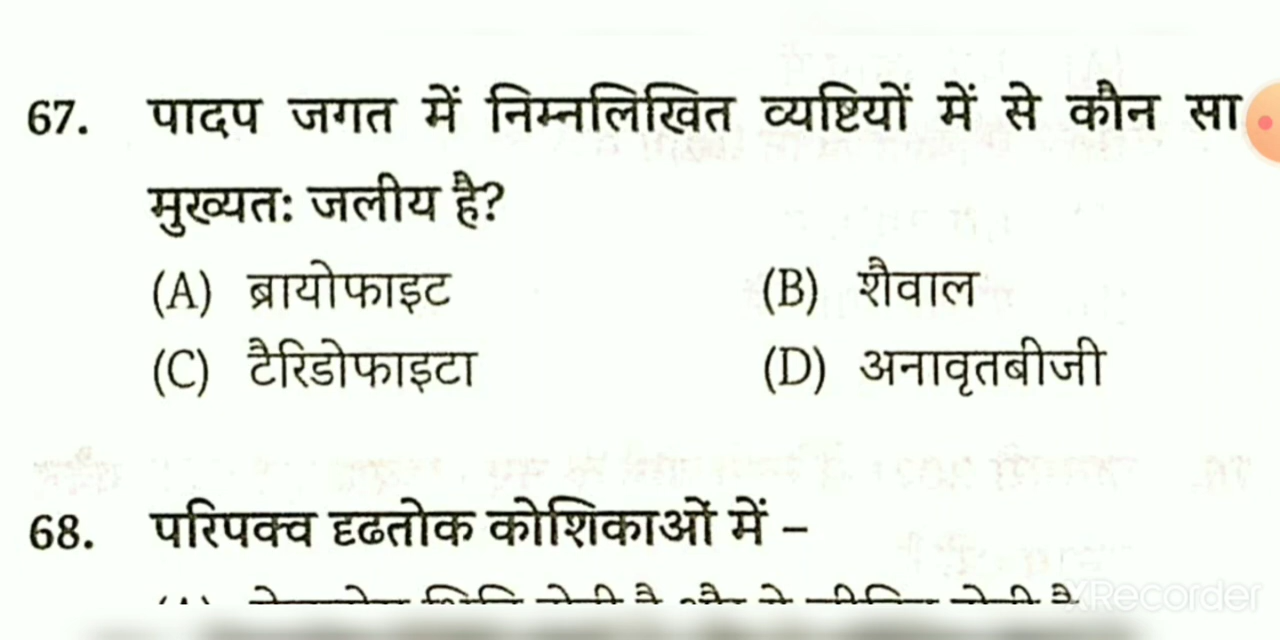 67. पादप जगत में निम्नलिखित व्यष्टियों में से कौन सा
मुख्यतः जलीय है?
(A) ब्रायोफाइट (B) शैवाल
(C) टैरिडोफाइटा (D) अनावृतबीजी
68. परिपक्व दृढतोक कोशिकाओं में –
XRecorder